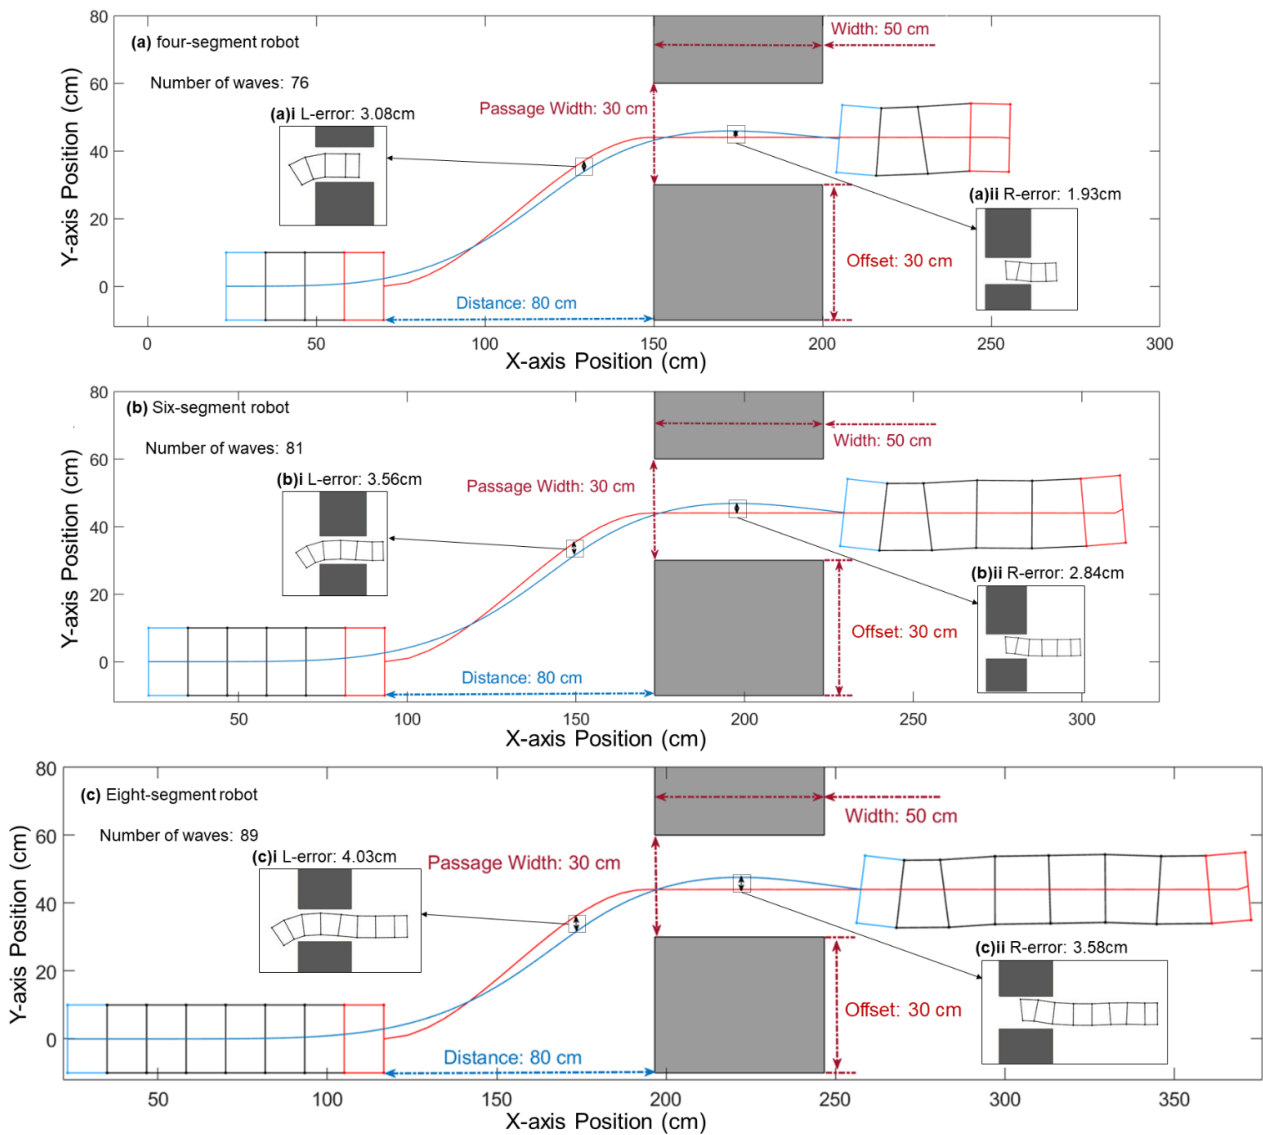 80
(a) four-segment robot
Width: 50 cm
Number of waves: 76
60
Passage Width: 30 cm
(a)i L-error: 3.08cm
40
(a)ii R-error: 1.93cm
20
Offset: 30 cm
0
Distance: 80 cm
Y-axis Position (cm)
0 50 100 150 200 250 300
X-axis Position (cm)
80
(b) Six-segment robot
Width: 50 cm
Number of waves: 81
60
(b)i L-error: 3.56cm
Passage Width: 30 cm
40
(b)ii R-error: 2.84cm
20
Offset: 30 cm
0
Distance: 80 cm
Y-axis Position (cm)
50 100 150 200 250 300
X-axis Position (cm)
80
(c) Eight-segment robot
Width: 50 cm
Number of waves: 89
60
(c)i L-error: 4.03cm
Passage Width: 30 cm
40
(c)ii R-error: 3.58cm
20
Offset: 30 cm
0
Distance: 80 cm
Y-axis Position (cm)
50 100 150 200 250 300 350
X-axis Position (cm)